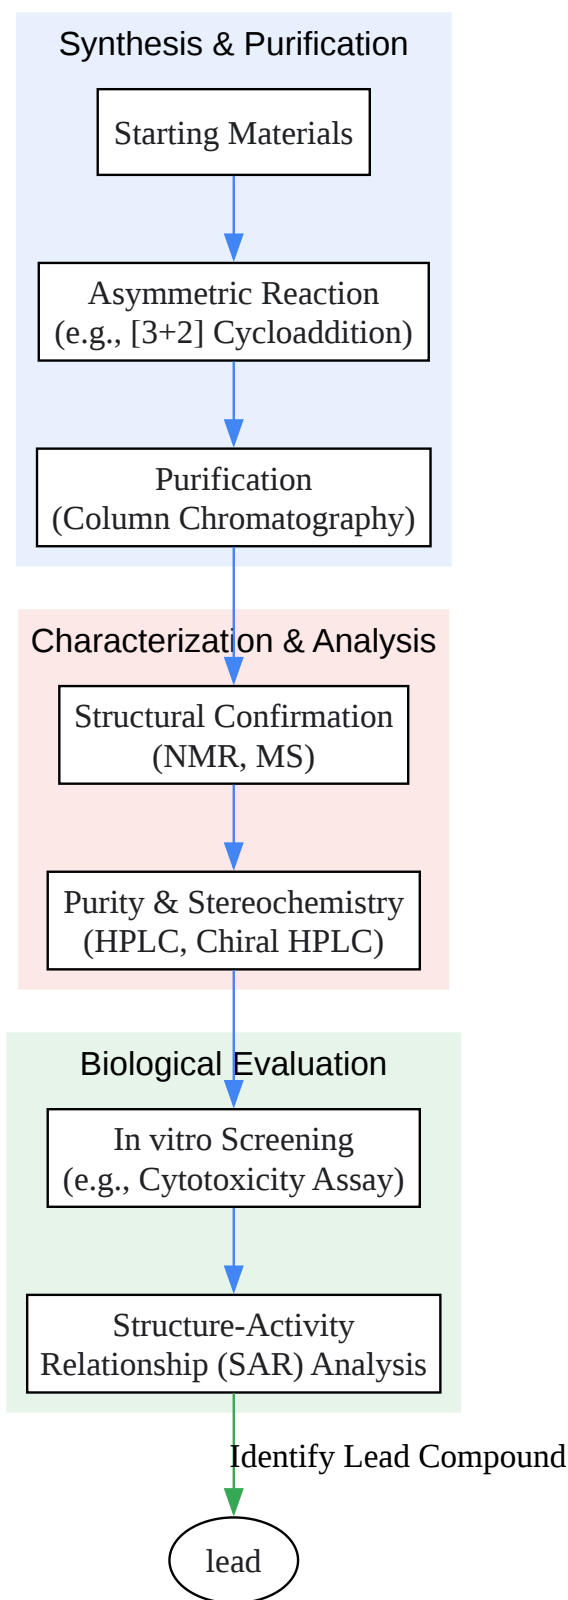 Synthesis & Purification
Starting Materials
Asymmetric Reaction
(e.g., [3+2] Cycloaddition)
Purification
(Column Chromatography)
Characterization & Analysis
Structural Confirmation
(NMR, MS)
Purity & Stereochemistry
(HPLC, Chiral HPLC)
Biological Evaluation
In vitro Screening
(e.g., Cytotoxicity Assay)
Structure-Activity
Relationship (SAR) Analysis
Identify Lead Compound
lead